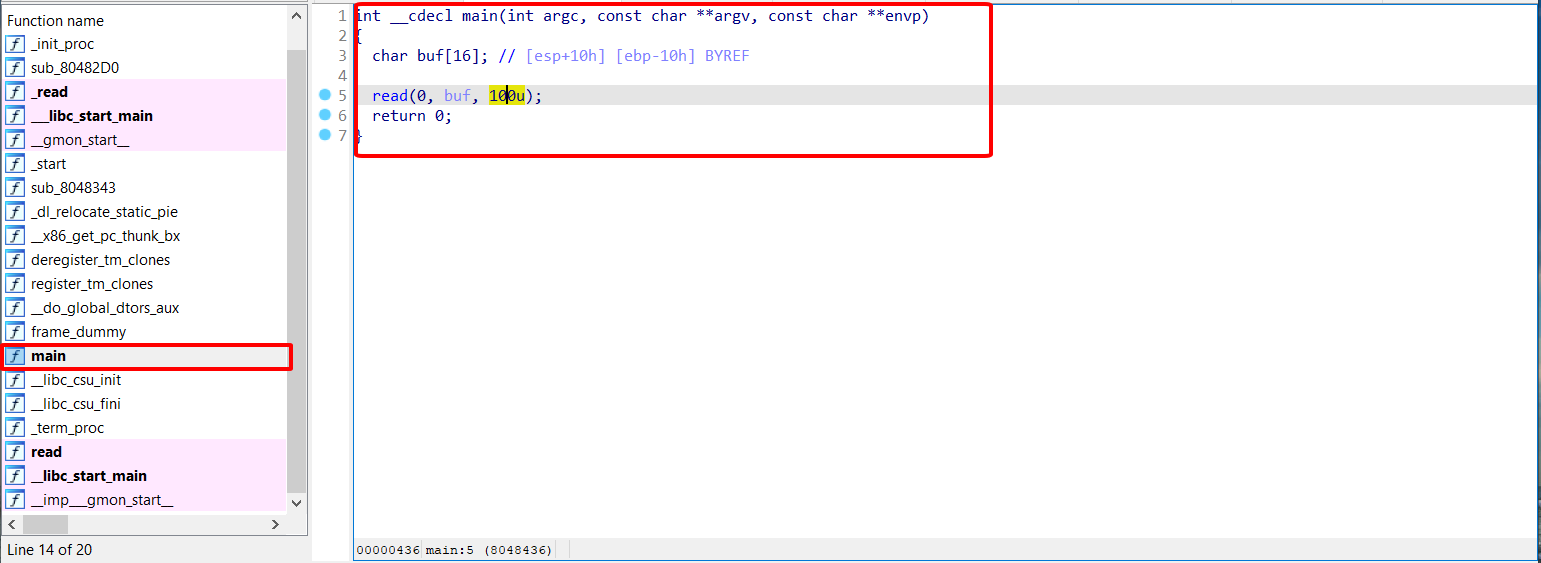 Function name
_init_proc
sub_80482D0
_read
___libc_start_main
__gmon_start__
_start
sub_8048343
_dl_relocate_static_pie
__x86_get_pc_thunk_bx
deregister_tm_clones
register_tm_clones
__do_global_dtors_aux
frame_dummy
main
__libc_csu_init
__libc_csu_fini
_term_proc
read
__libc_start_main
__imp___gmon_start__
Line 14 of 20
1 int __cdecl main(int argc, const char **argv, const char **envp)
2 {
3 char buf[16]; // [esp+10h] [ebp-10h] BYREF
4
5 read(0, buf, 100u);
6 return 0;
7 }
00000436 main:5 (8048436)